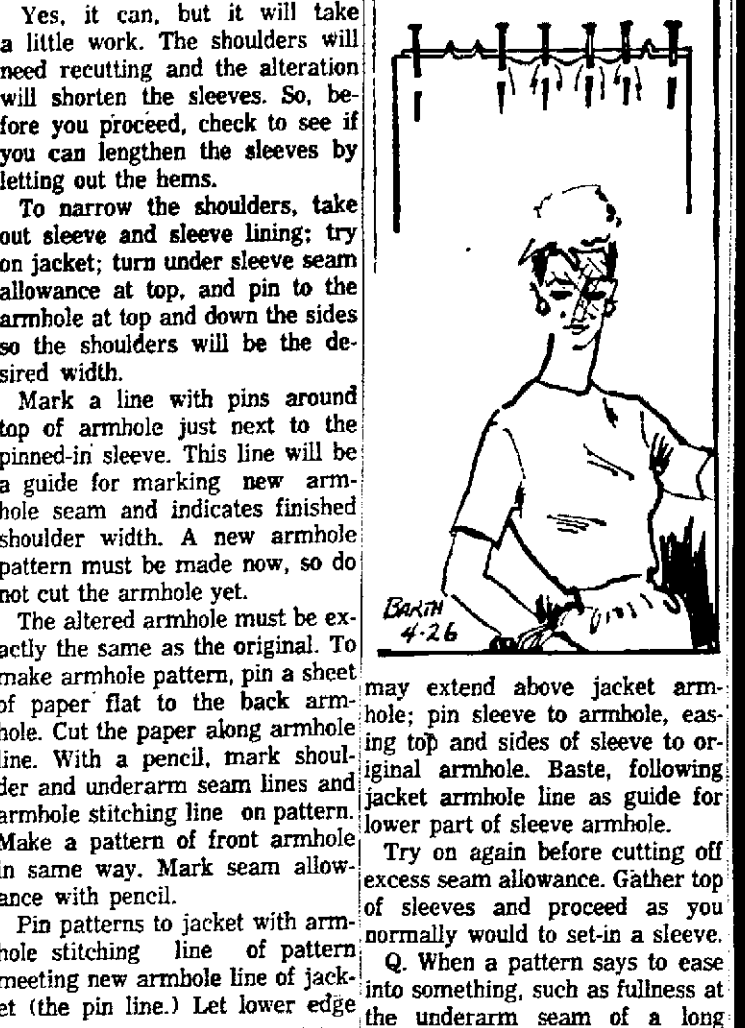 Yes, it can, but it will take
a little work. The shoulders will
need recutting and the alteration
will shorten the sleeves. So, be-
fore you proceed, check to see if
you can lengthen the sleeves by
letting out the hems.
To narrow the shoulders, take
out sleeve and sleeve lining; try
on jacket; turn under sleeve seam
allowance at top, and pin to the
armhole at top and down the sides
so the shoulders will be the de-
sired width.
Mark a line with pins around
top of armhole just next to the
pinned-in sleeve. This line will be
a guide for marking new arm-
hole seam and indicates finished
shoulder width. A new armhole
pattern must be made now, so do
not cut the armhole yet.
The altered armhole must be ex-
actly the same as the original. To
make armhole pattern, pin a sheet
of paper flat to the back arm-
hole. Cut the paper along armhole
line. With a pencil, mark shoul-
der and underarm seam lines and
armhole stitching line on pattern.
Make a pattern of front armhole
in same way. Mark seam allow-
ance with pencil.
Pin patterns to jacket with arm-
hole stitching line of pattern
meeting new armhole line of jack-
et (the pin line.) Let lower edge
BARTH
4-26
may extend above jacket arm-
hole; pin sleeve to armhole, eas-
ing top and sides of sleeve to or-
iginal armhole. Baste, following
jacket armhole line as guide for
lower part of sleeve armhole.
Try on again before cutting off
excess seam allowance. Gather top
of sleeves and proceed as you
normally would to set-in a sleeve.
Q. When a pattern says to ease
into something, such as fullness at
the underarm seam of a long